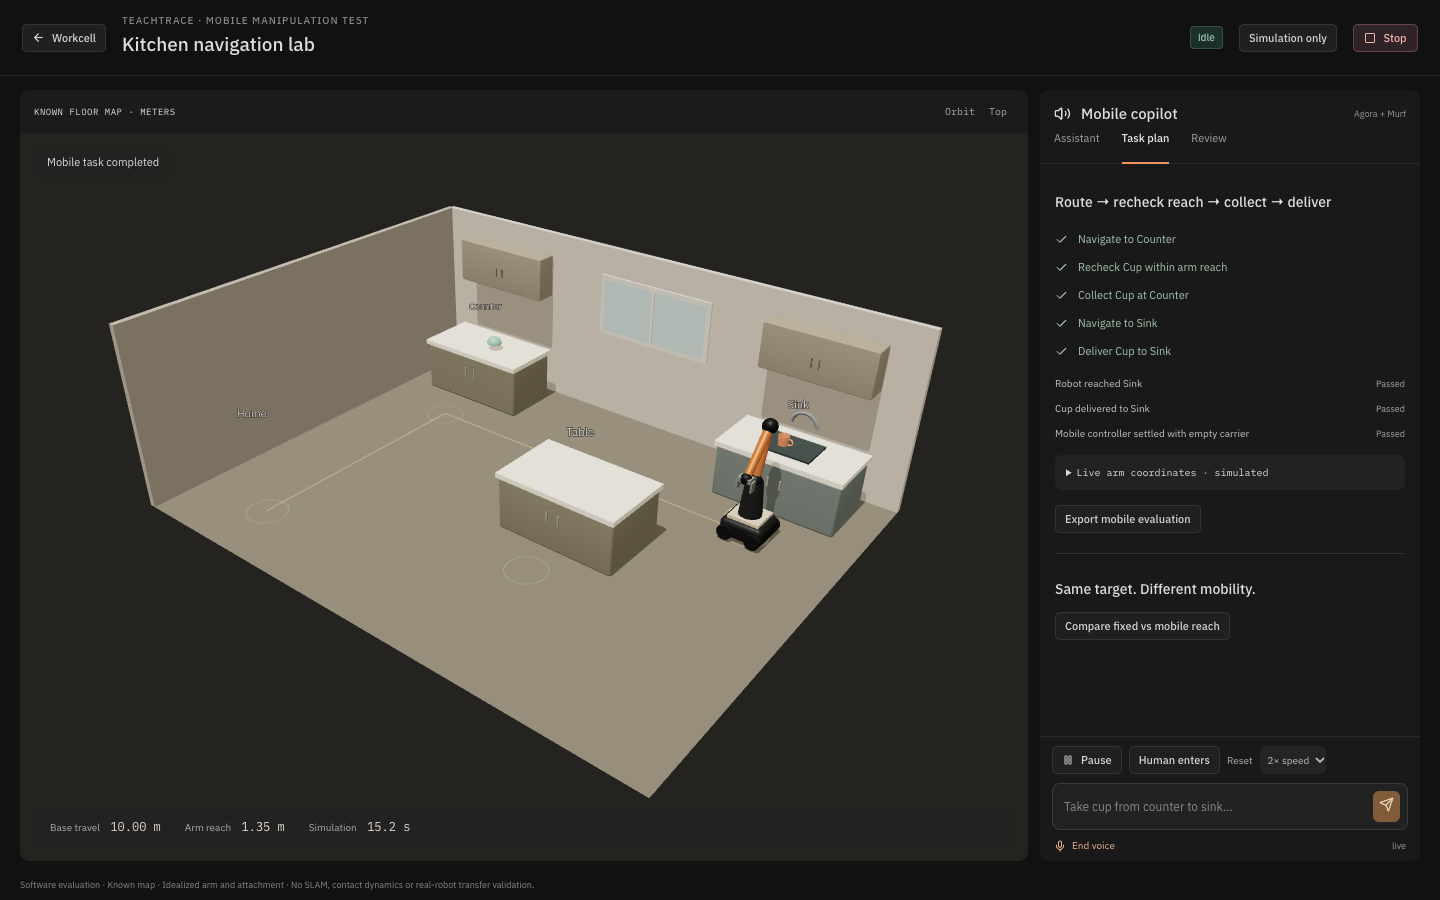 Workcell
TEACHTRACE · MOBILE MANIPULATION TEST
Kitchen navigation lab
idle
Simulation only
Stop
KNOWN FLOOR MAP · METERS
Orbit Top
Mobile task completed
Counter
Sink
Home
Table
Base travel 10.00 m Arm reach 1.35 m Simulation 15.2 s
Mobile copilot
Agora + Murf
Assistant Task plan Review
Route → recheck reach → collect → deliver
Navigate to Counter
Recheck Cup within arm reach
Collect Cup at Counter
Navigate to Sink
Deliver Cup to Sink
Robot reached Sink Passed
Cup delivered to Sink Passed
Mobile controller settled with empty carrier Passed
Live arm coordinates · simulated
Export mobile evaluation
Same target. Different mobility.
Compare fixed vs mobile reach
Pause Human enters Reset 2× speed
Take cup from counter to sink...
End voice live
Software evaluation · Known map · Idealized arm and attachment · No SLAM, contact dynamics or real-robot transfer validation.